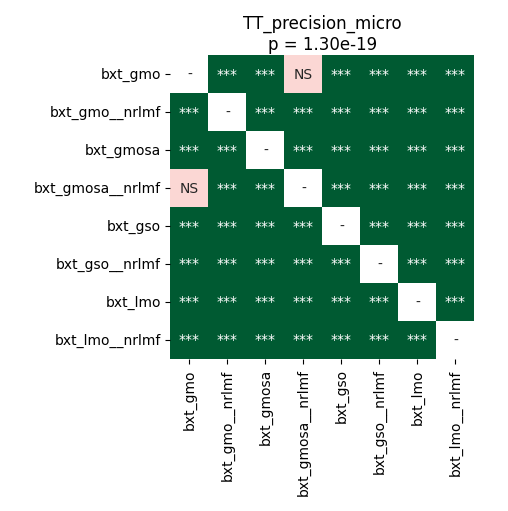 TT_precision_micro
p = 1.30e-19
bxt_gmo - *** *** NS *** *** *** ***
bxt_gmo__nrlmf *** - *** *** *** *** *** ***
bxt_gmosa *** *** - *** *** *** *** ***
bxt_gmosa__nrlmf NS *** *** - *** *** *** ***
bxt_gso *** *** *** *** - *** *** ***
bxt_gso__nrlmf *** *** *** *** *** - *** ***
bxt_lmo *** *** *** *** *** *** - ***
bxt_lmo__nrlmf *** *** *** *** *** *** *** -
bxt_gmo
bxt_gmo__nrlmf
bxt_gmosa
bxt_gmosa__nrlmf
bxt_gso
bxt_gso__nrlmf
bxt_lmo
bxt_lmo__nrlmf